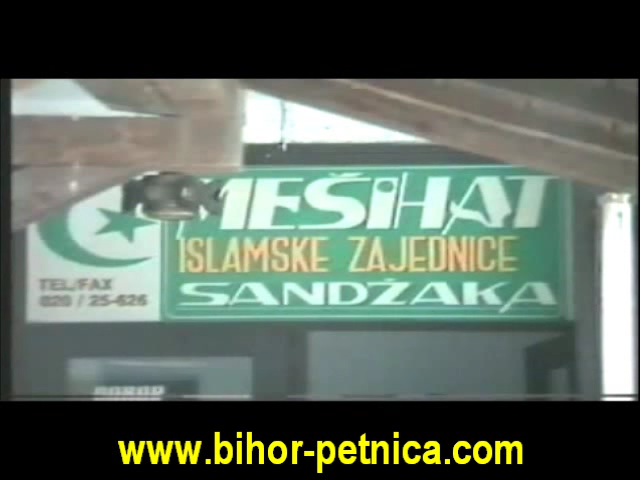 MEŠIHAT
ISLAMSKE ZAJEDNICE
SANDŽAKA
TEL/FAX
020 / 25-626
www.bihor-petnica.com